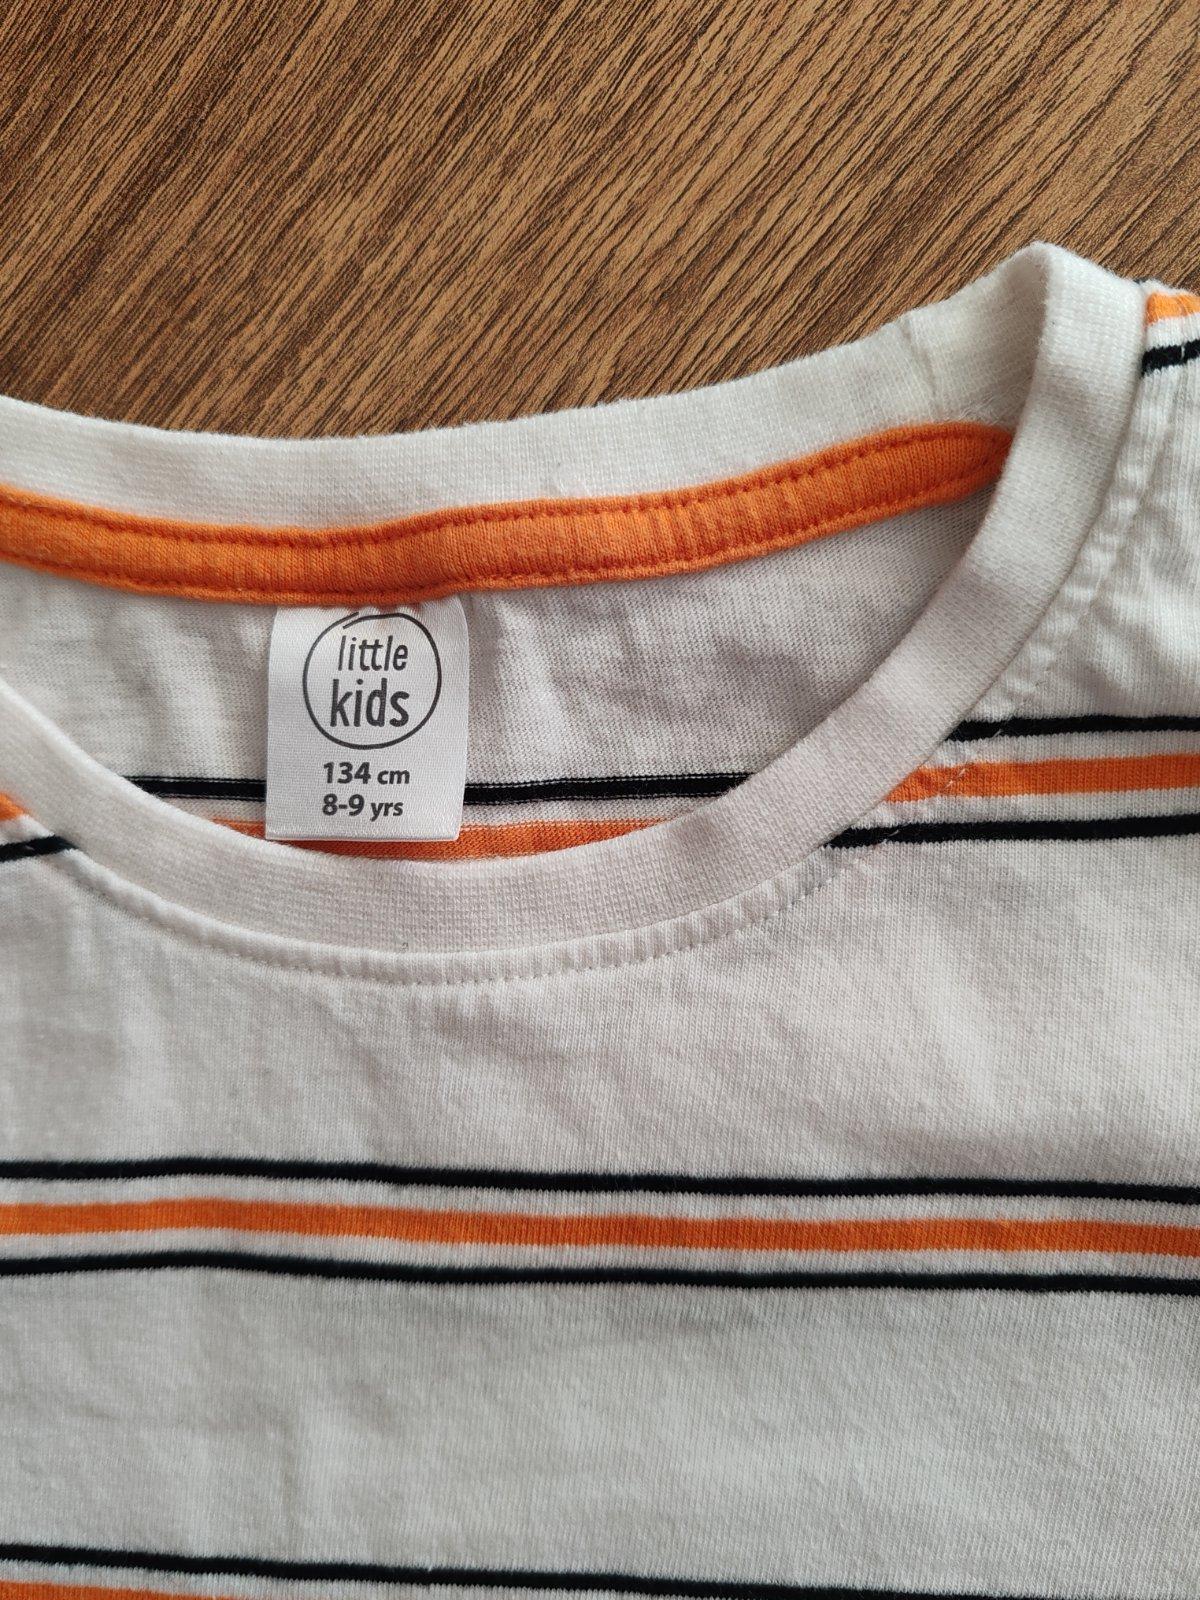 little
kids
134 cm
8-9 yrs